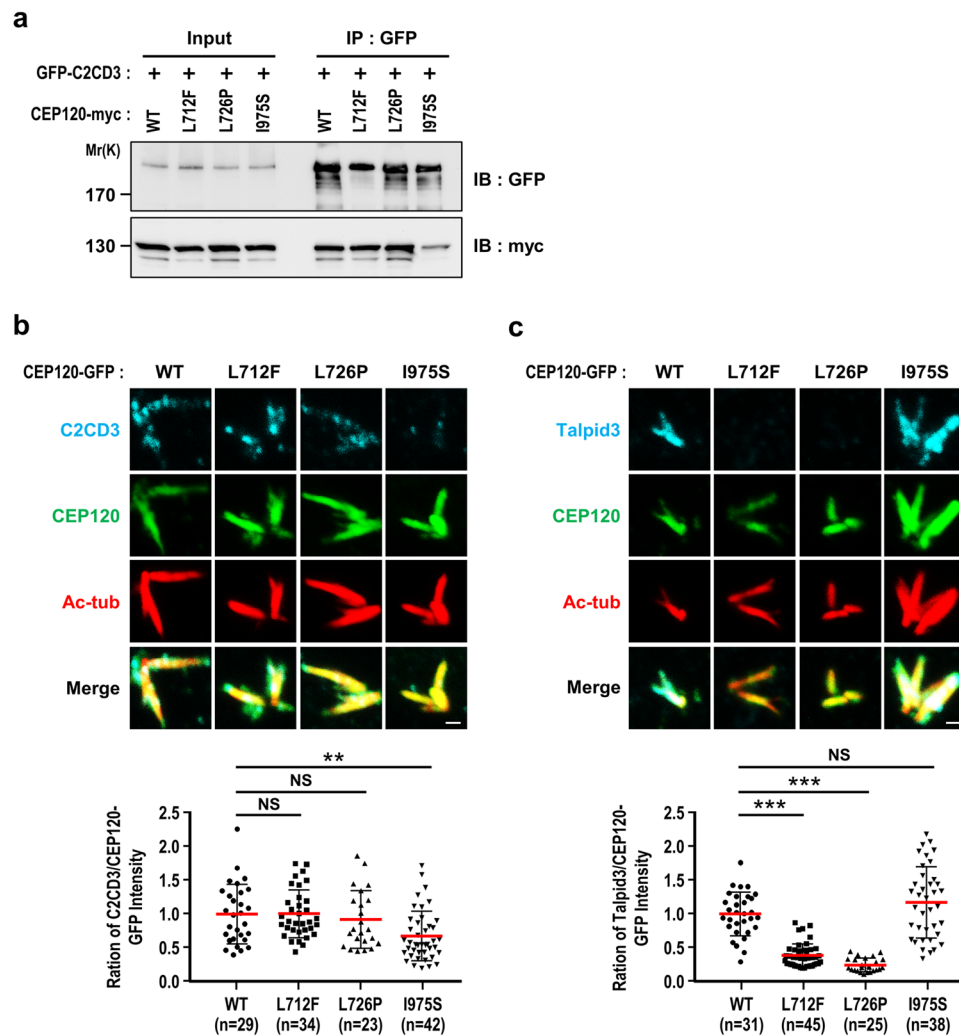 a
Input IP : GFP
GFP-C2CD3 : + + + + + + + +
CEP120-myc : WT L712F L726P I975S WT L712F L726P I975S
Mr(K)
170
IB : GFP
130
IB : myc
b
CEP120-GFP : WT L712F L726P I975S
C2CD3
CEP120
Ac-tub
Merge
**
NS
NS
Ration of C2CD3/CEP120-
GFP Intensity
2.5
2.0
1.5
1.0
0.5
0.0
WT L712F L726P I975S
(n=29) (n=34) (n=23) (n=42)
c
CEP120-GFP : WT L712F L726P I975S
Talpid3
CEP120
Ac-tub
Merge
NS
***
***
Ration of Talpid3/CEP120-
GFP Intensity
2.5
2.0
1.5
1.0
0.5
0.0
WT L712F L726P I975S
(n=31) (n=45) (n=25) (n=38)